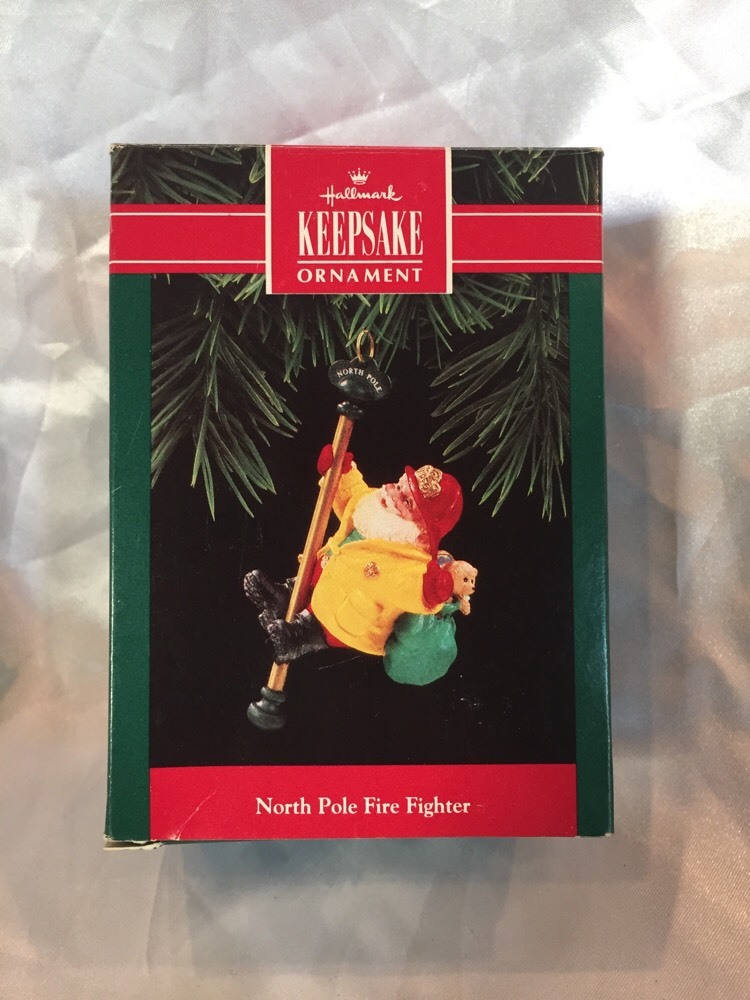 Hallmark
KEEPSAKE
ORNAMENT
NORTH POLE
North Pole Fire Fighter